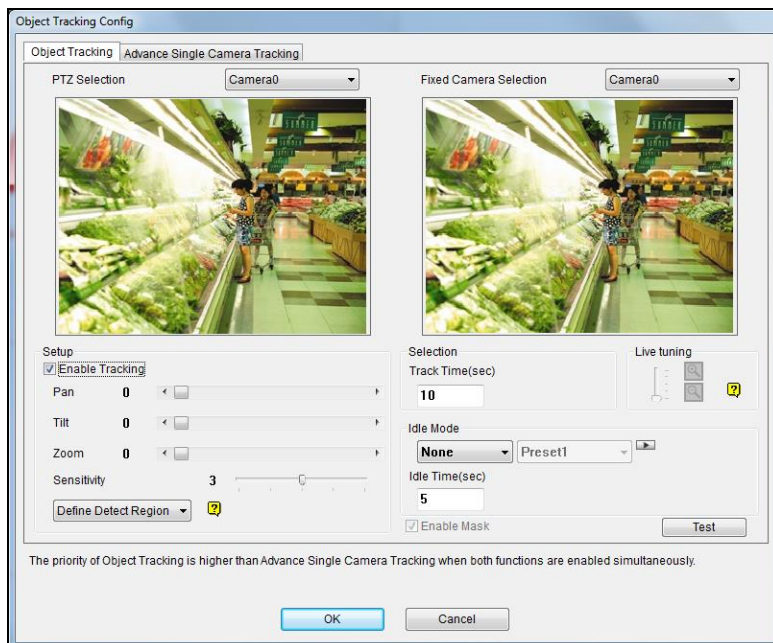 Object Tracking Config
Object Tracking
Advance Single Camera Tracking
PTZ Selection
Camera0
Fixed Camera Selection
Camera0
Setup
Enable Tracking
Pan 0
Tilt 0
Zoom 0
Sensitivity 3
Define Detect Region
?
Selection
Track Time(sec)
10
Live tuning
?
Idle Mode
None
Preset1
Idle Time(sec)
5
Enable Mask
Test
The priority of Object Tracking is higher than Advance Single Camera Tracking when both functions are enabled simultaneously.
OK
Cancel